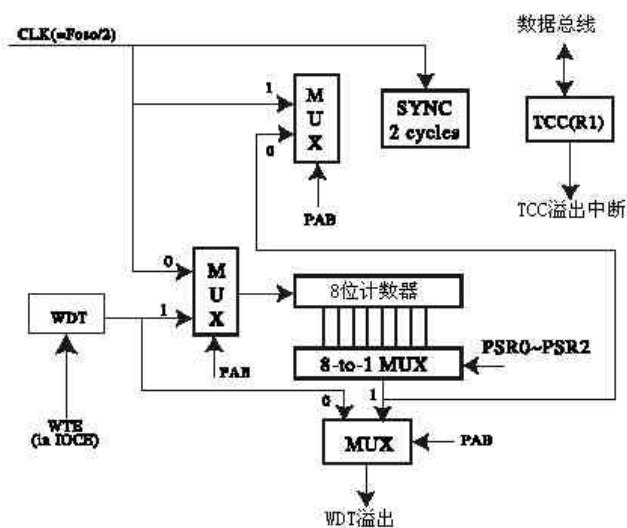 CLK(=Fosc/2)
数据总线
1
M
U
X
0
SYNC
2 cycles
TCC(R1)
PAB
TCC溢出中断
0
M
U
X
1
8位计数器
WDT
PAB
8-to-1 MUX
PSR0~PSR2
0
1
WTE
(in IOCE)
MUX
PAB
WDT溢出